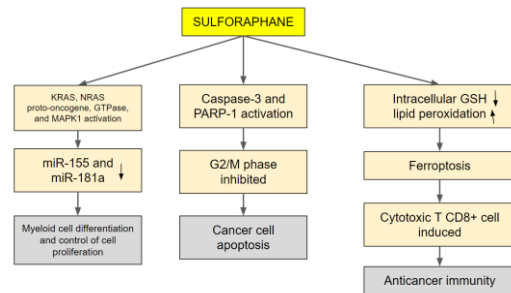 SULFORAPHANE
KRAS, NRAS
proto-oncogene, GTPase,
and MAPK1 activation
miR-155 and
miR-181a ↓
Myeloid cell differentiation
and control of cell
proliferation
Caspase-3 and
PARP-1 activation
G2/M phase
inhibited
Cancer cell
apoptosis
Intracellular GSH ↓
lipid peroxidation ↑
Ferroptosis
Cytotoxic T CD8+ cell
induced
Anticancer immunity